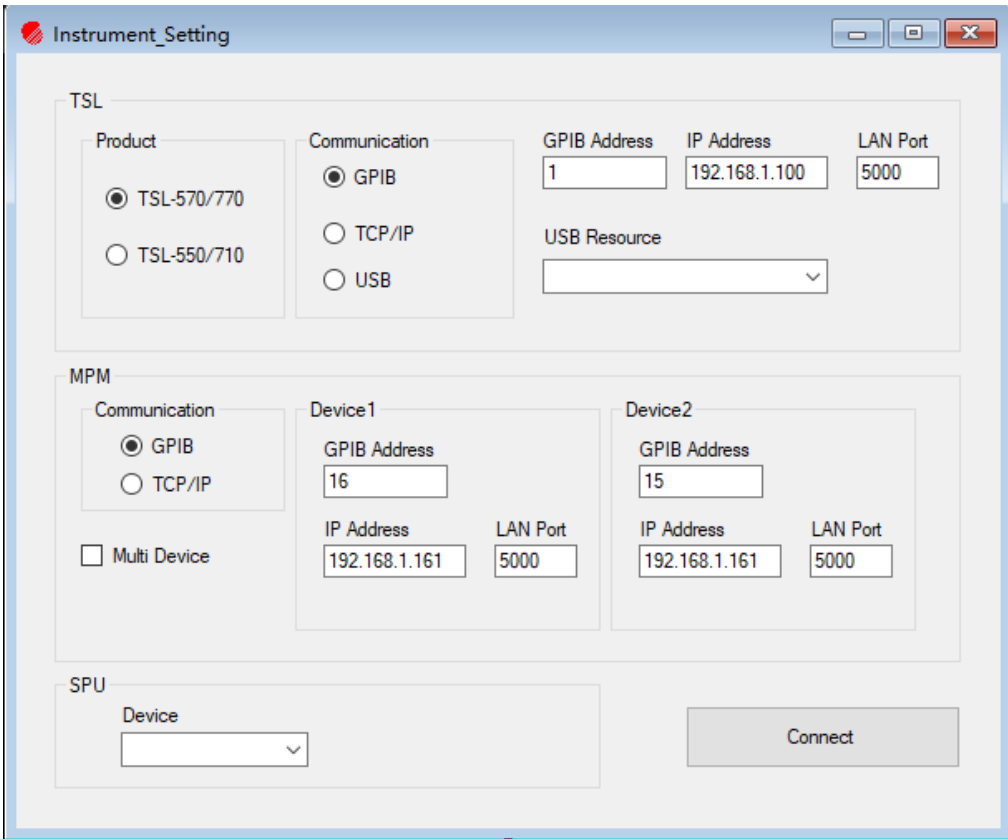 Instrument_Setting
TSL
Product
TSL-570/770
TSL-550/710
Communication
GPIB
TCP/IP
USB
GPIB Address
1
IP Address
192.168.1.100
LAN Port
5000
USB Resource
MPM
Communication
GPIB
TCP/IP
Multi Device
Device1
GPIB Address
16
IP Address
192.168.1.161
LAN Port
5000
Device2
GPIB Address
15
IP Address
192.168.1.161
LAN Port
5000
SPU
Device
Connect